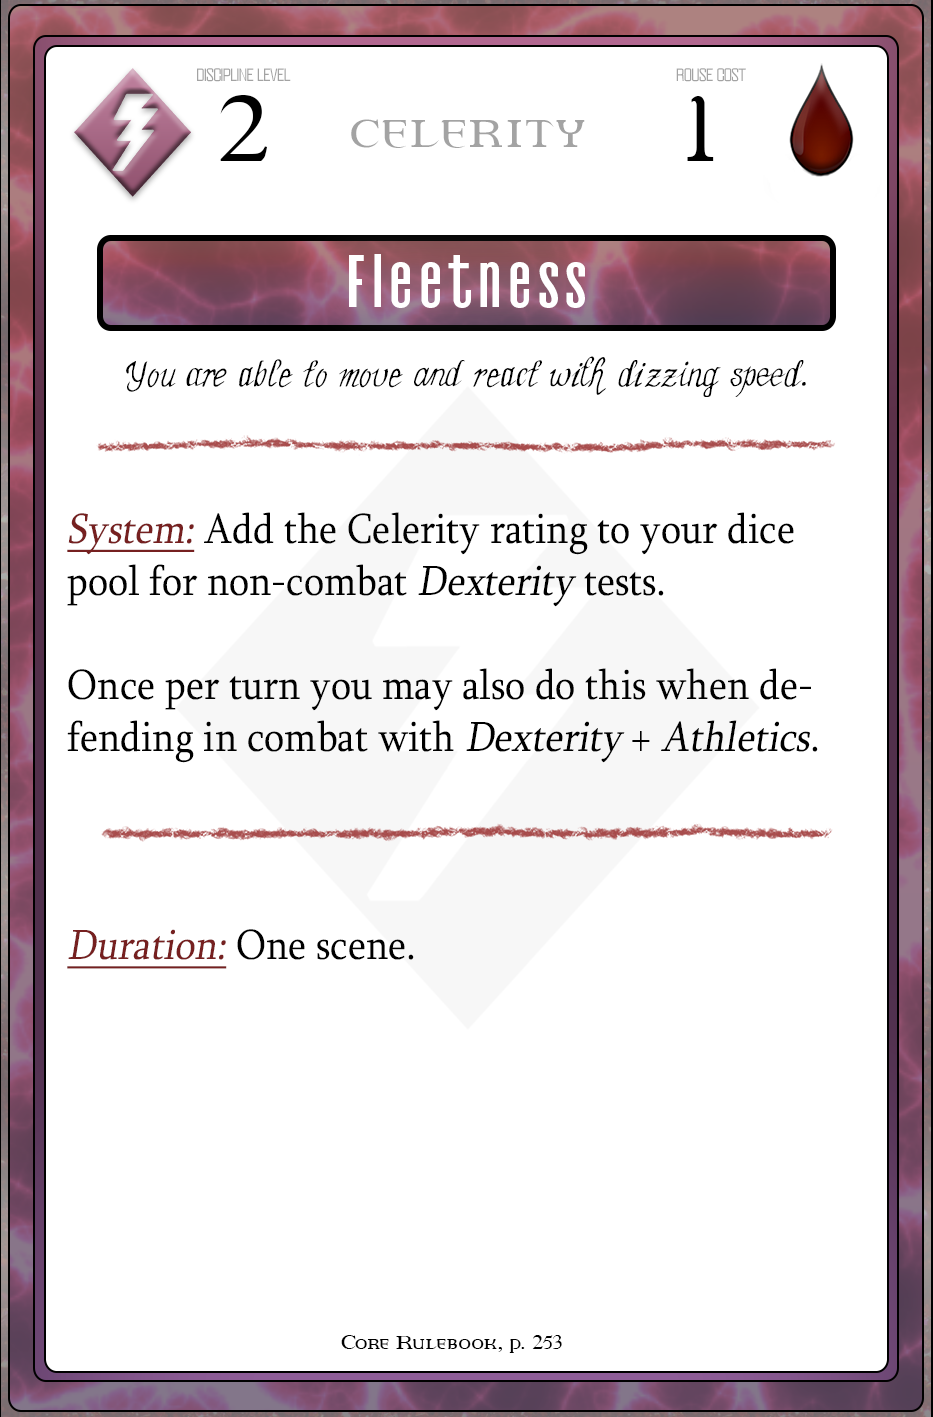 DISCIPLINE LEVEL
2
CELERITY
ROUSE COST
1
Fleetness
You are able to move and react with dizzing speed.
System: Add the Celerity rating to your dice
pool for non-combat Dexterity tests.
Once per turn you may also do this when de-
fending in combat with Dexterity + Athletics.
Duration: One scene.
Core Rulebook, p. 253